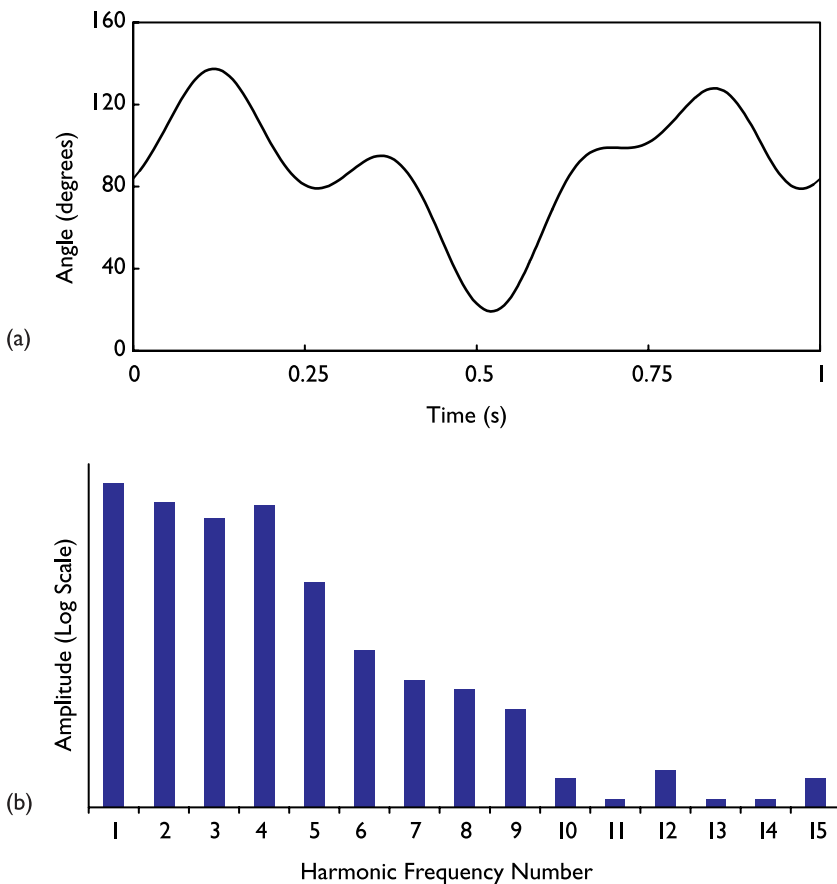 160
120
80
40
0
Angle (degrees)
(a)
0 0.25 0.5 0.75 1
Time (s)
Amplitude (Log Scale)
(b)
1 2 3 4 5 6 7 8 9 10 11 12 13 14 15
Harmonic Frequency Number